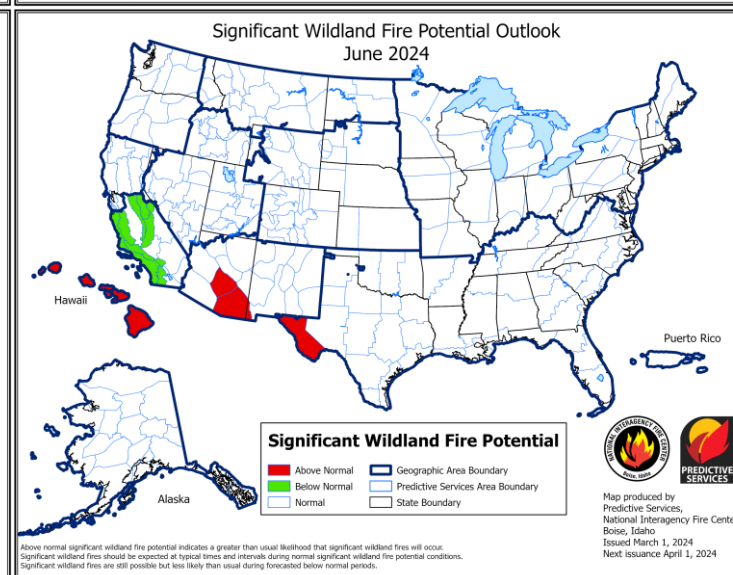 Significant Wildland Fire Potential Outlook
June 2024
Hawaii
Puerto Rico
Alaska
Significant Wildland Fire Potential
Above Normal
Below Normal
Normal
Geographic Area Boundary
Predictive Services Area Boundary
State Boundary
NATIONAL INTERAGENCY FIRE CENTER
Boise, Idaho
PREDICTIVE
SERVICES
Map produced by
Predictive Services,
National Interagency Fire Cente
Boise, Idaho
Issued March 1, 2024
Next issuance April 1, 2024
Above normal significant wildland fire potential indicates a greater than usual likelihood that significant wildland fires will occur.
Significant wildland fires should be expected at typical times and intervals during normal significant wildland fire potential conditions.
Significant wildland fires are still possible but less likely than usual during forecasted below normal periods.